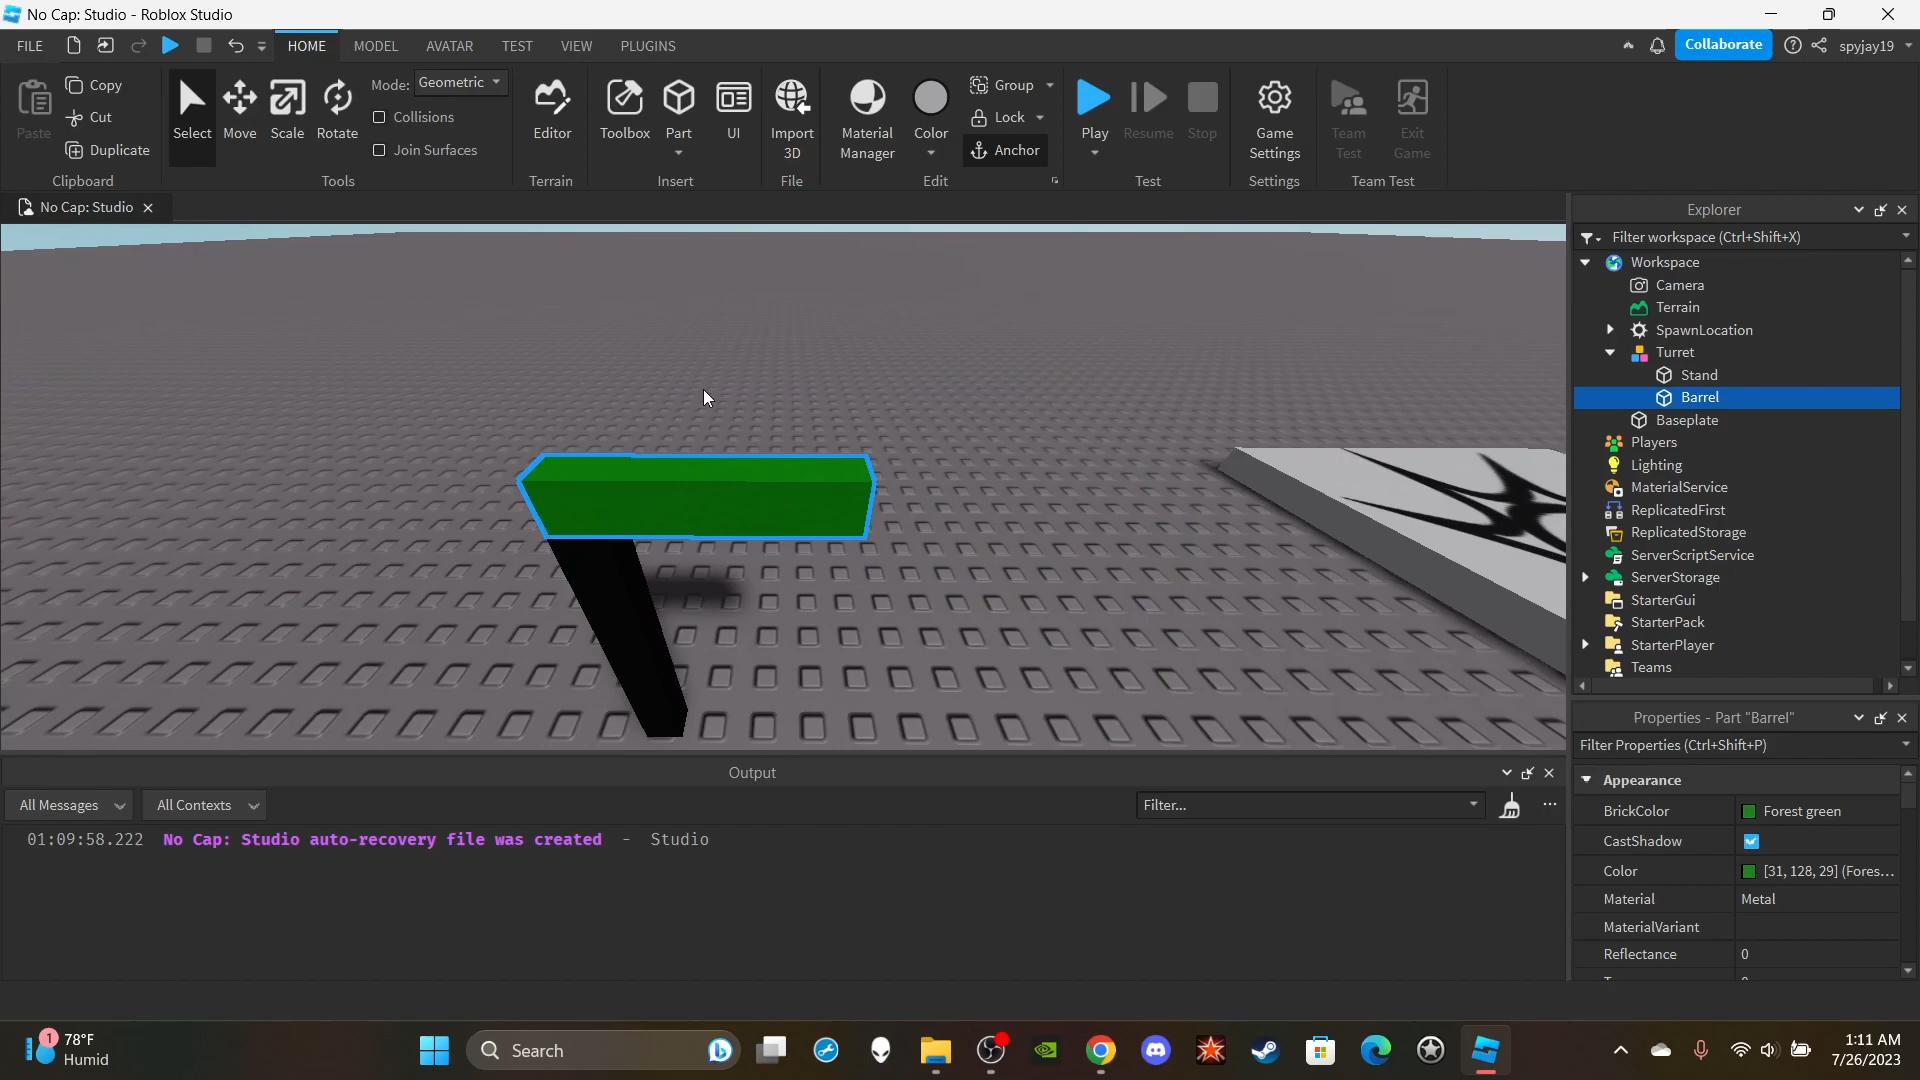 No Cap: Studio - Roblox Studio
FILE HOME MODEL AVATAR TEST VIEW PLUGINS Collaborate spyjay19
Paste Copy Cut Duplicate Clipboard
Select Move Scale Rotate Mode: Geometric Collisions Join Surfaces Tools
Editor Terrain
Toolbox Part UI Insert
Import 3D File
Material Manager Color Group Lock Anchor Edit
Play Resume Stop Test
Game Settings Settings
Team Test Exit Game Team Test
No Cap: Studio
Explorer
Filter workspace (Ctrl+Shift+X)
Workspace
Camera
Terrain
SpawnLocation
Turret
Stand
Barrel
Baseplate
Players
Lighting
MaterialService
ReplicatedFirst
ReplicatedStorage
ServerScriptService
ServerStorage
StarterGui
StarterPack
StarterPlayer
Teams
Properties - Part "Barrel"
Filter Properties (Ctrl+Shift+P)
Appearance
BrickColor Forest green
CastShadow
Color [31, 128, 29] (Fores...
Material Metal
MaterialVariant
Reflectance 0
Output
All Messages All Contexts Filter...
01:09:58.222 No Cap: Studio auto-recovery file was created - Studio
1 78°F
Humid
Search
1:11 AM
7/26/2023